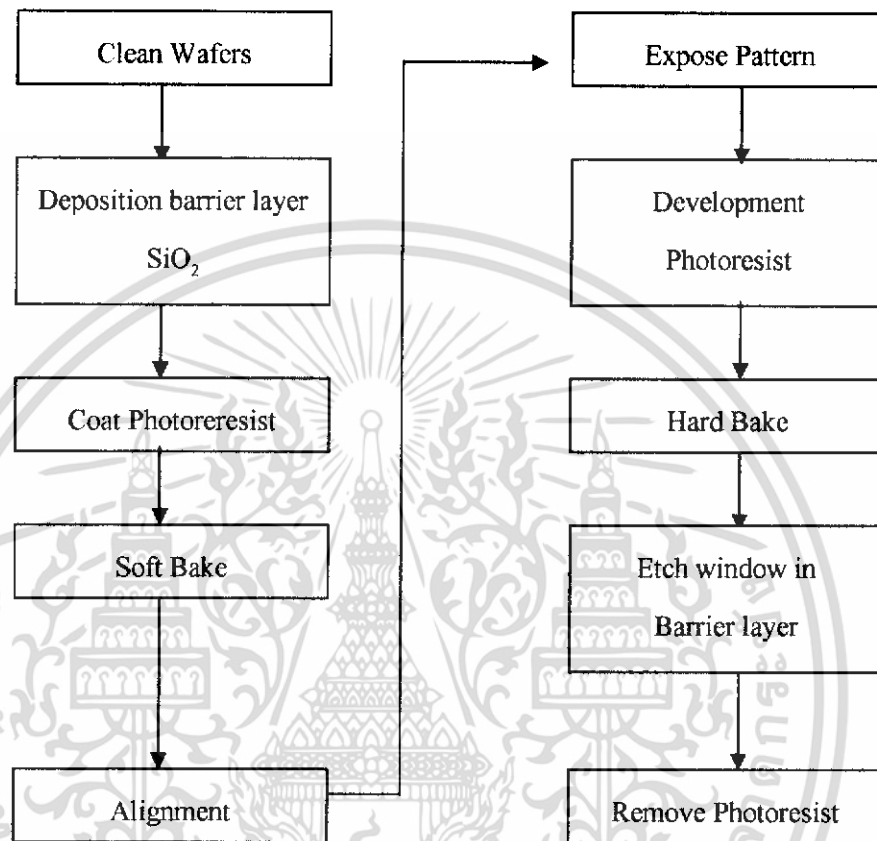 Clean Wafers
Deposition barrier layer
SiO₂
Coat Photoreresist
Soft Bake
Alignment
Expose Pattern
Development
Photoresist
Hard Bake
Etch window in
Barrier layer
Remove Photoresist